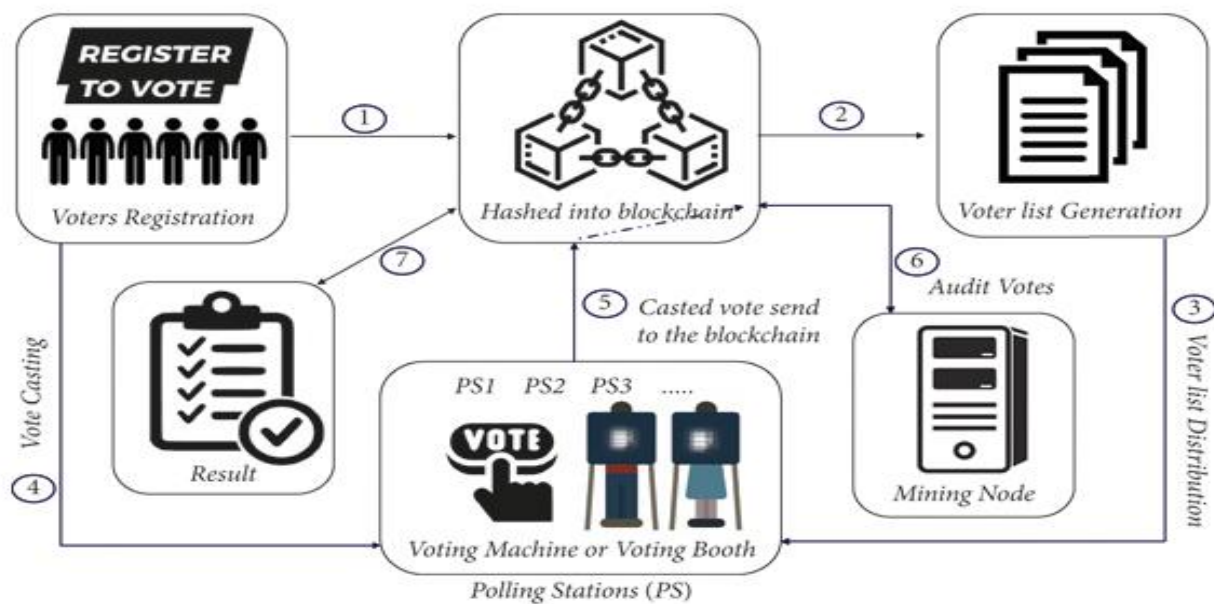 REGISTER
TO VOTE
Voters Registration
1
Hashed into blockchain
2
Voter list Generation
7
5
Casted vote send
to the blockchain
6
Audit Votes
3
Voter list Distribution
Vote Casting
4
Result
PS1 PS2 PS3 .....
VOTE
Voting Machine or Voting Booth
Mining Node
Polling Stations (PS)